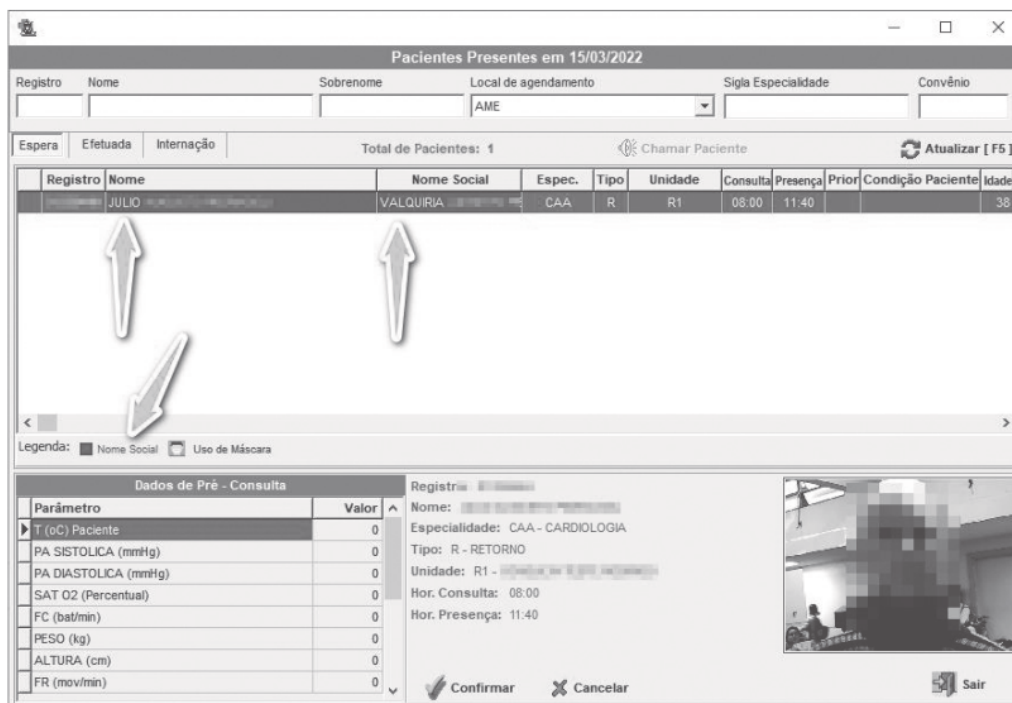 Pacientes Presentes em 15/03/2022
Registro Nome Sobrenome Local de agendamento Sigla Especialidade Convênio
AME
Espera Efetuada Internação Total de Pacientes: 1 Chamar Paciente Atualizar [ F5 ]
Registro Nome Nome Social Espec. Tipo Unidade Consulta Presença Prior Condição Paciente Idade
JULIO VALQUIRIA CAA R R1 08:00 11:40 38
Legenda: Nome Social Uso de Máscara
Dados de Pré - Consulta
Parâmetro Valor
T (oC) Paciente 0
PA SISTOLICA (mmHg) 0
PA DIASTOLICA (mmHg) 0
SAT O2 (Percentual) 0
FC (bat/min) 0
PESO (kg) 0
ALTURA (cm) 0
FR (mov/min) 0
Registr
Nome:
Especialidade: CAA - CARDIOLOGIA
Tipo: R - RETORNO
Unidade: R1 -
Hor. Consulta: 08:00
Hor. Presença: 11:40
Confirmar Cancelar Sair